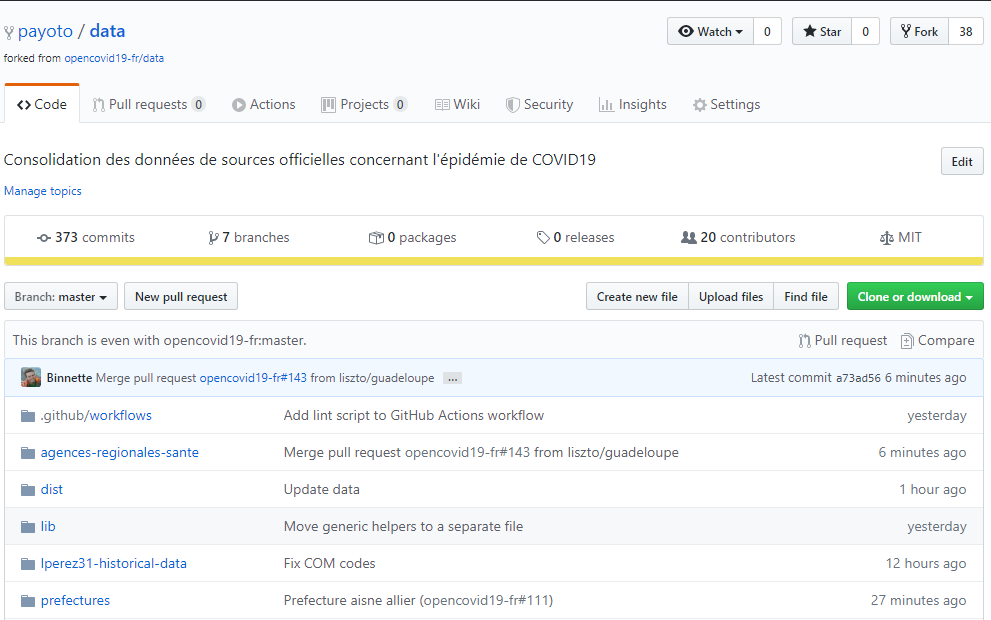 payoto / data
Watch 0 Star 0 Fork 38
forked from opencovid19-fr/data
Code Pull requests 0 Actions Projects 0 Wiki Security Insights Settings
Consolidation des données de sources officielles concernant l'épidémie de COVID19
Edit
Manage topics
373 commits 7 branches 0 packages 0 releases 20 contributors MIT
Branch: master New pull request Create new file Upload files Find file Clone or download
This branch is even with opencovid19-fr:master. Pull request Compare
Binnette Merge pull request opencovid19-fr#143 from liszto/guadeloupe ... Latest commit a73ad56 6 minutes ago
.github/workflows Add lint script to GitHub Actions workflow yesterday
agences-regionales-sante Merge pull request opencovid19-fr#143 from liszto/guadeloupe 6 minutes ago
dist Update data 1 hour ago
lib Move generic helpers to a separate file yesterday
lperez31-historical-data Fix COM codes 12 hours ago
prefectures Prefecture aisne allier (opencovid19-fr#111) 27 minutes ago